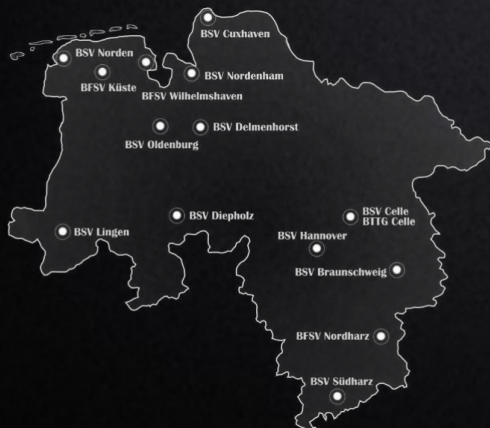 BSV Cuxhaven
BSV Norden
BSV Nordenham
BFSV Küste
BFSV Wilhelmshaven
BSV Delmenhorst
BSV Oldenburg
BSV Diepholz
BSV Celle
BTTG Celle
BSV Lingen
BSV Hannover
BSV Braunschweig
BFSV Nordharz
BSV Südharz